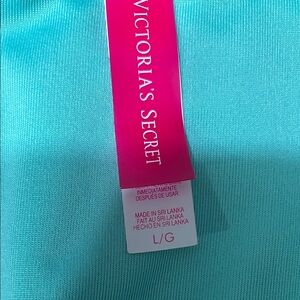 VICTORIA'S SECRET
INMEDIATAMENTE
DESPUES DE USAR
MADE IN SRI LANKA
FAIT AU SRI LANKA
HECHO EN SRI LANKA
L/G